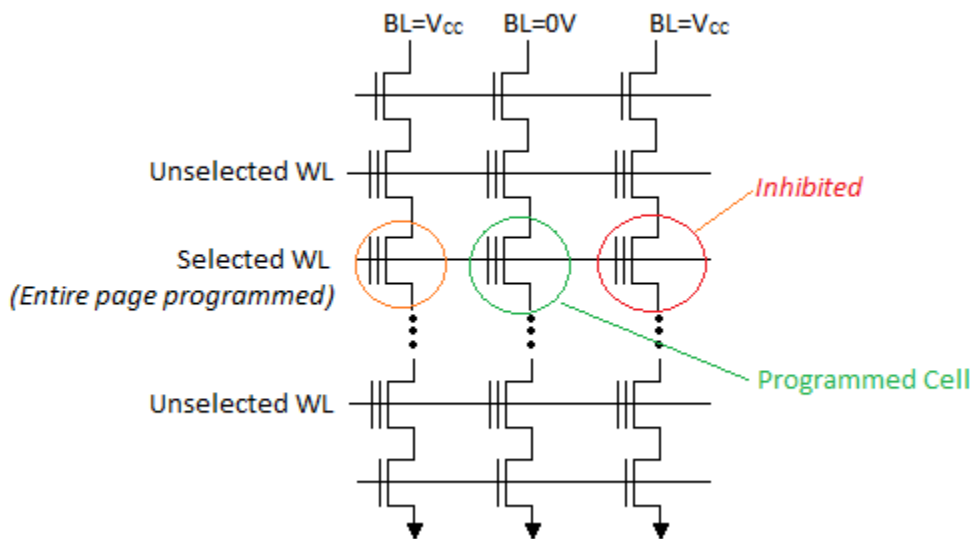 BL=Vcc BL=0V BL=Vcc
Unselected WL
Inhibited
Selected WL
(Entire page programmed)
Programmed Cell
Unselected WL